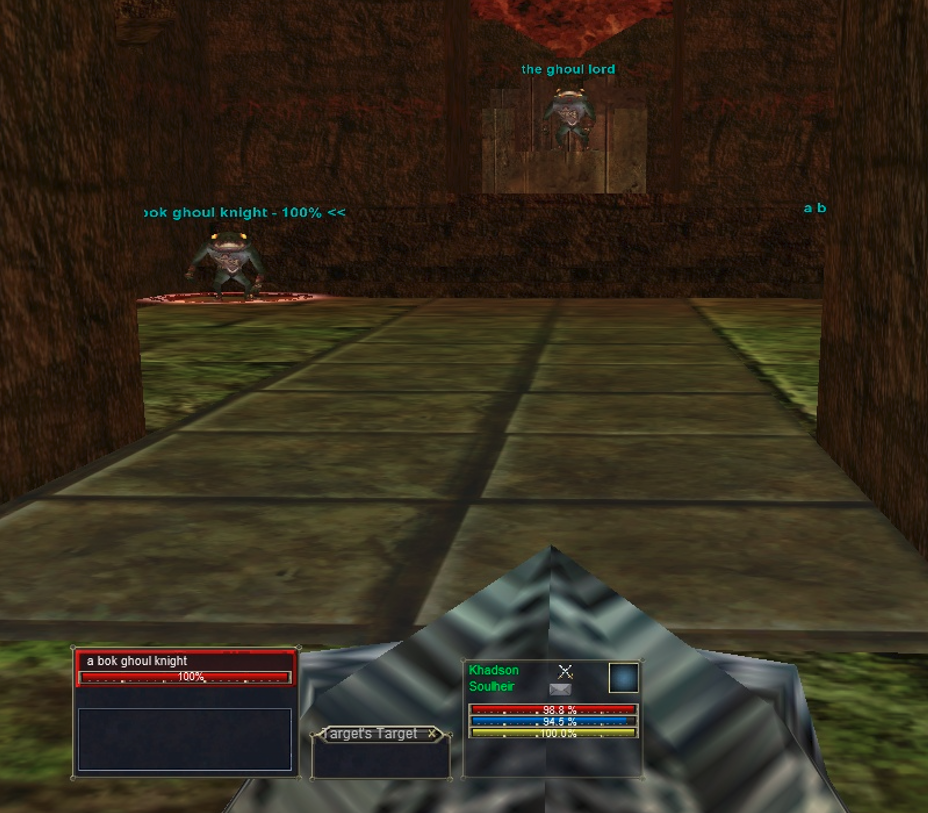 the ghoul lord
bok ghoul knight - 100% <<
a b
a bok ghoul knight
100%
Target's Target
Khadson
Soulheir
98.8 %
94.5 %
100.0%